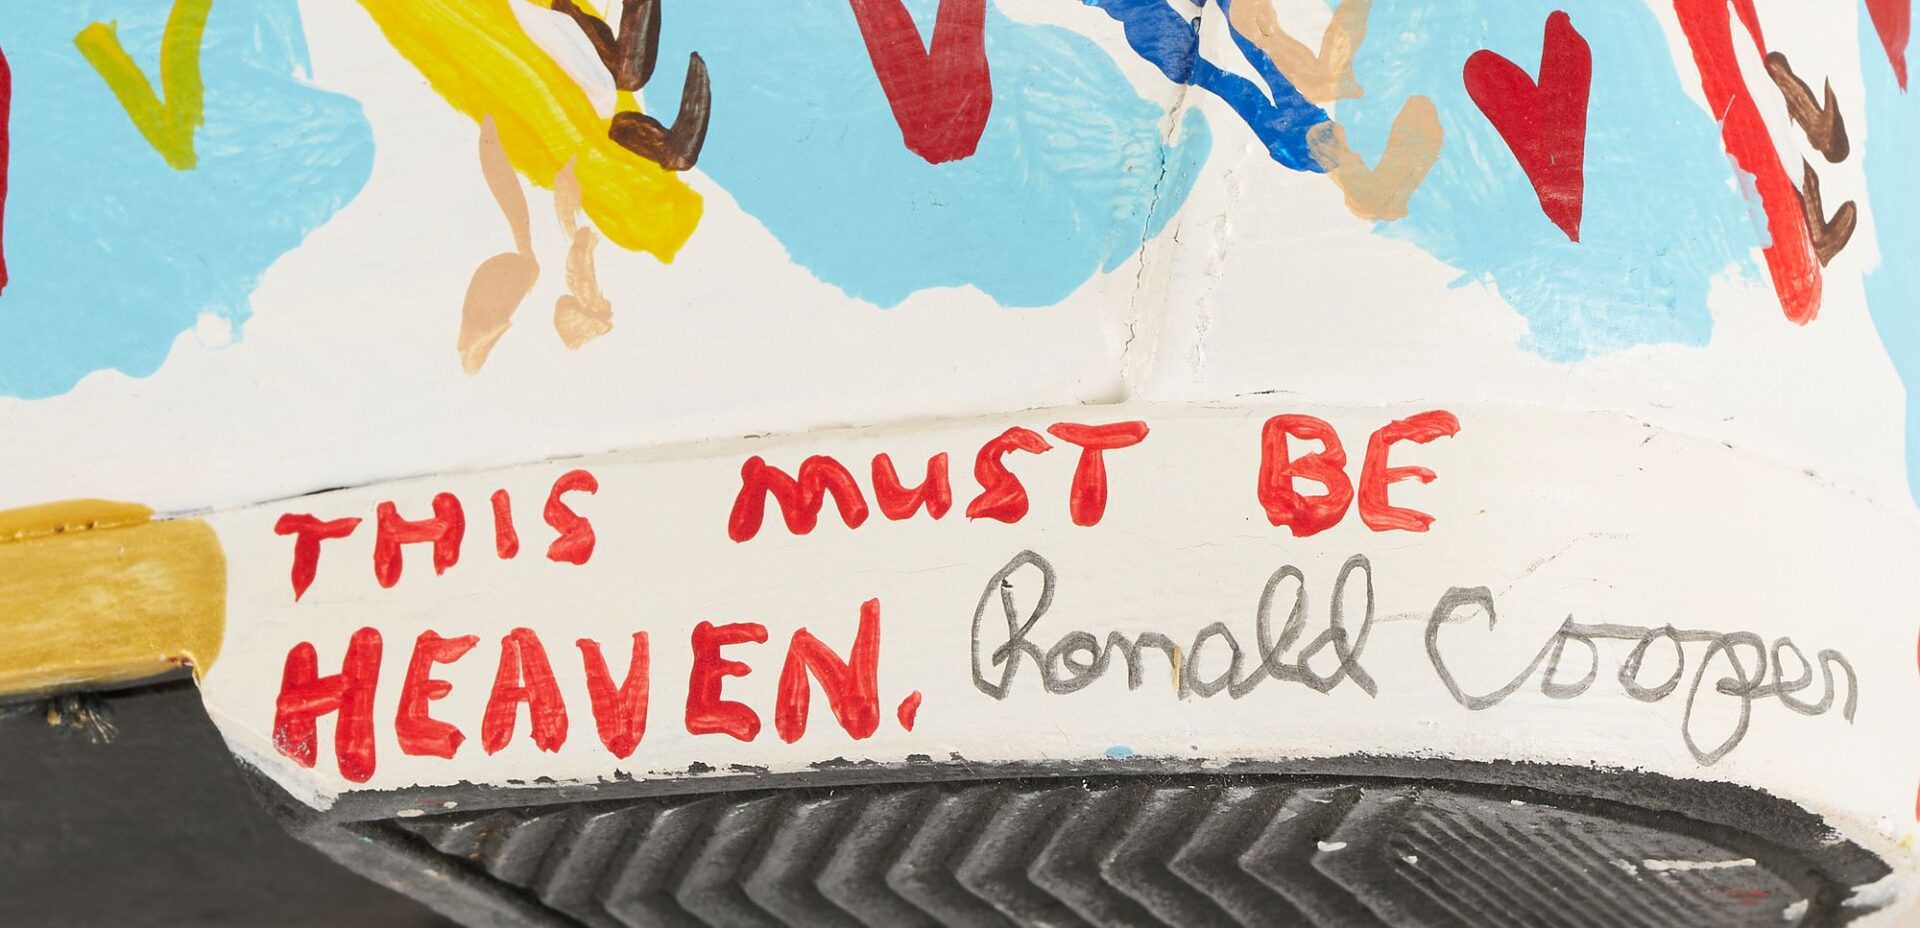 THIS MUST BE
HEAVEN. Ronald Cooper